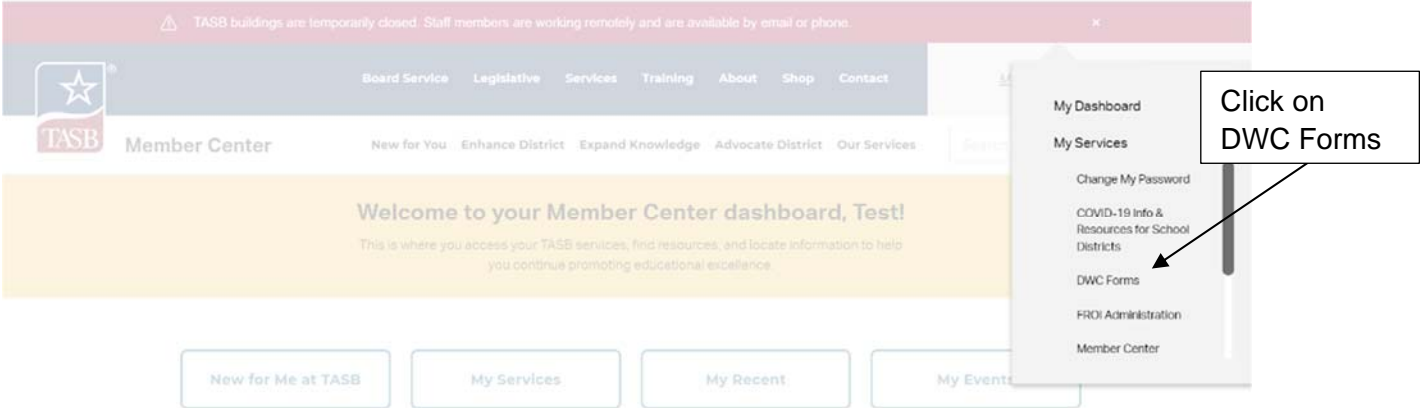 TASB buildings are temporarily closed. Staff members are working remotely and are available by email or phone.
×
Board Service Legislative Services Training About Shop Contact
®
TASB
Member Center
New for You Enhance District Expand Knowledge Advocate District Our Services
Welcome to your Member Center dashboard, Test!
This is where you access your TASB services, find resources, and locate information to help
you continue promoting educational excellence.
New for Me at TASB
My Services
My Recent
My Events
My Dashboard
My Services
Change My Password
COVID-19 Info &
Resources for School
Districts
DWC Forms
FROI Administration
Member Center
Click on
DWC Forms